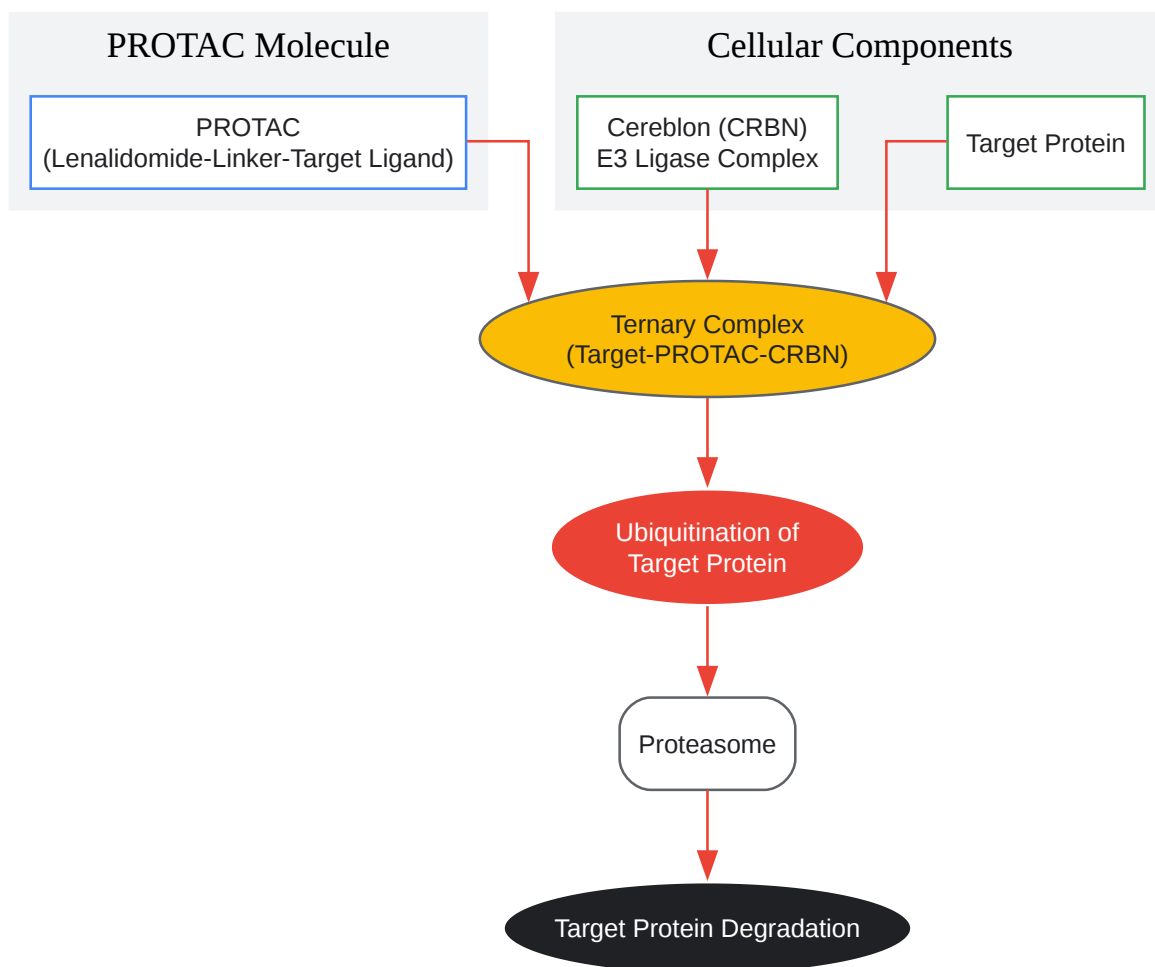 PROTAC Molecule
Cellular Components
PROTAC
(Lenalidomide-Linker-Target Ligand)
Cereblon (CRBN)
E3 Ligase Complex
Target Protein
Ternary Complex
(Target-PROTAC-CRBN)
Ubiquitination of
Target Protein
Proteasome
Target Protein Degradation